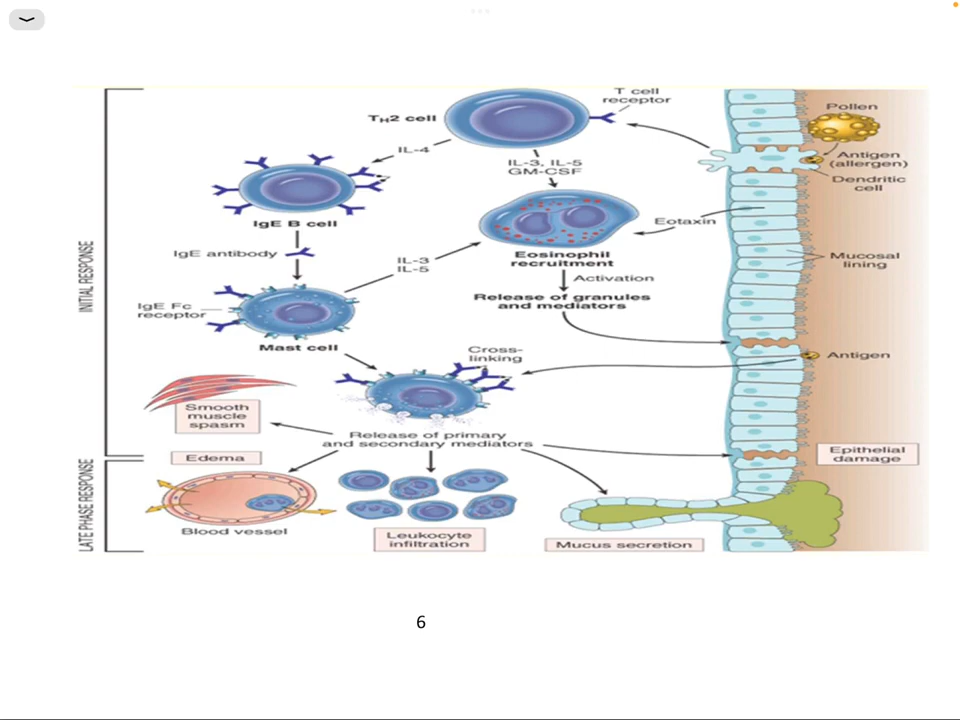 T cell
receptor
TH2 cell
Pollen
IL-4
IL-3, IL-5
GM-CSF
Antigen
(allergen)
Dendritic
cell
IgE B cell
Eotaxin
IgE antibody
Eosinophil
recruitment
Mucosal
lining
IL-3
IL-5
Activation
INITIAL RESPONSE
Release of granules
and mediators
IgE Fc
receptor
Mast cell
Cross-
linking
Antigen
Smooth
muscle
spasm
Release of primary
and secondary mediators
Edema
Epithelial
damage
LATE PHASE RESPONSE
Blood vessel
Leukocyte
infiltration
Mucus secretion
6